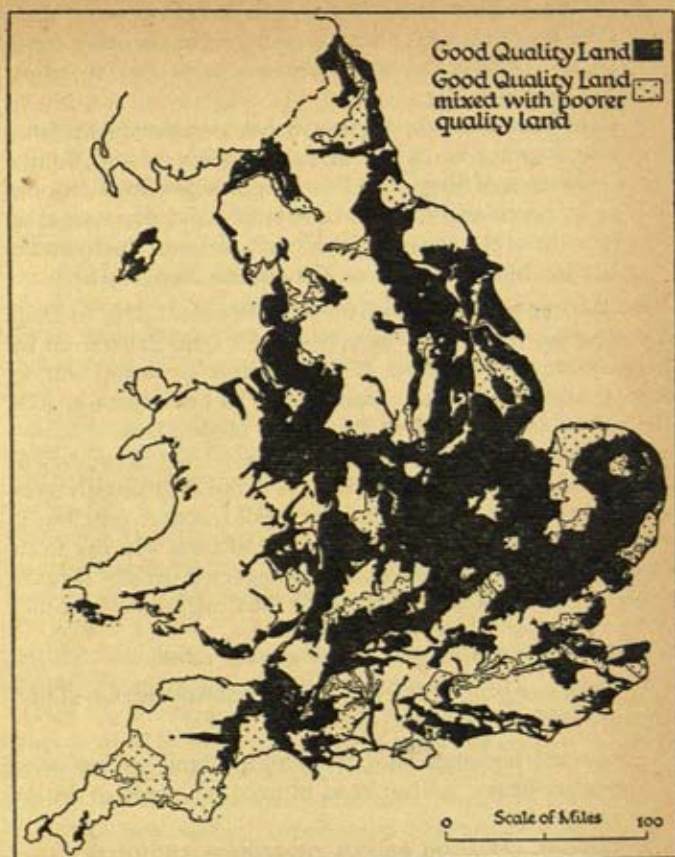 Good Quality Land
Good Quality Land
mixed with poorer
quality land
Scale of Miles
0 100